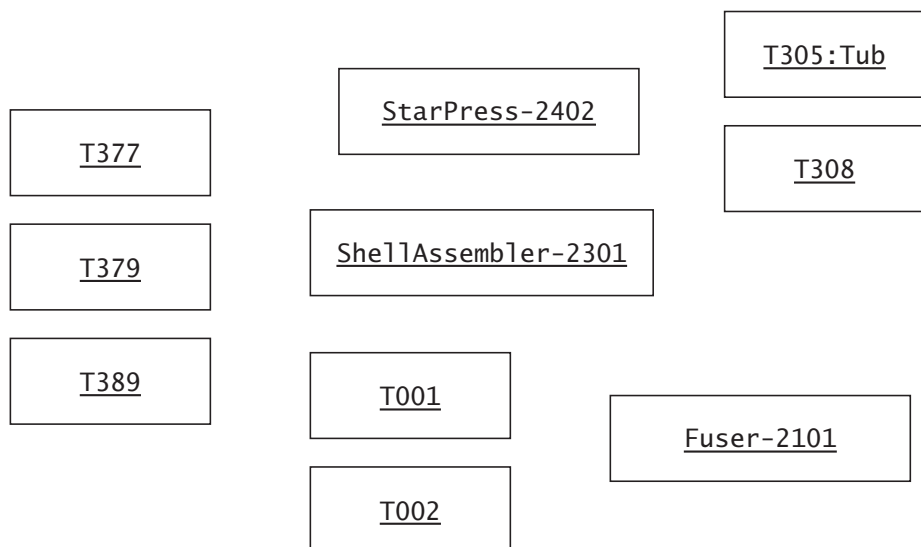 T305:Tub
StarPress-2402
T377
T308
ShellAssembler-2301
T379
T389
T001
Fuser-2101
T002